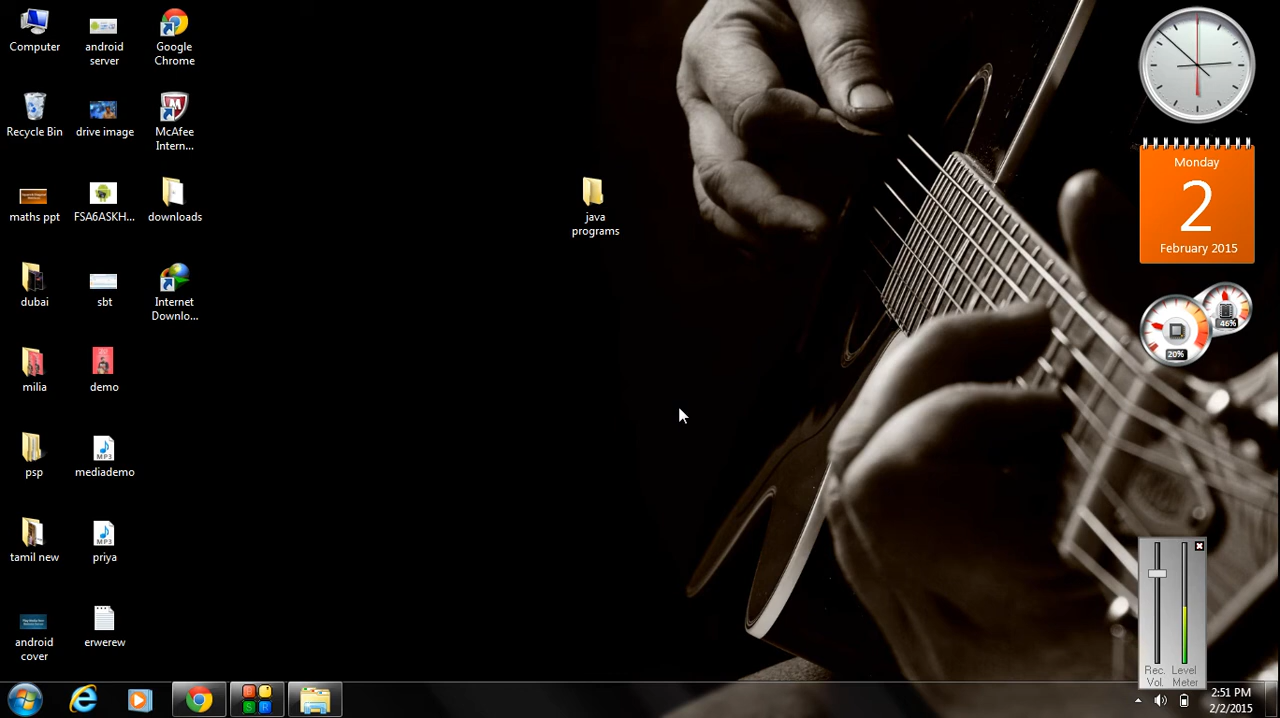 Computer
android
server
Google
Chrome
Recycle Bin
drive image
McAfee
Intern...
maths ppt
FSA6ASKH...
downloads
dubai
sbt
Internet
Downlo...
milia
demo
psp
MP3
mediademo
tamil new
MP3
priya
android
cover
erwerew
java
programs
Monday
2
February 2015
46%
20%
Rec.
Vol.
Level
Meter
2:51 PM
2/2/2015